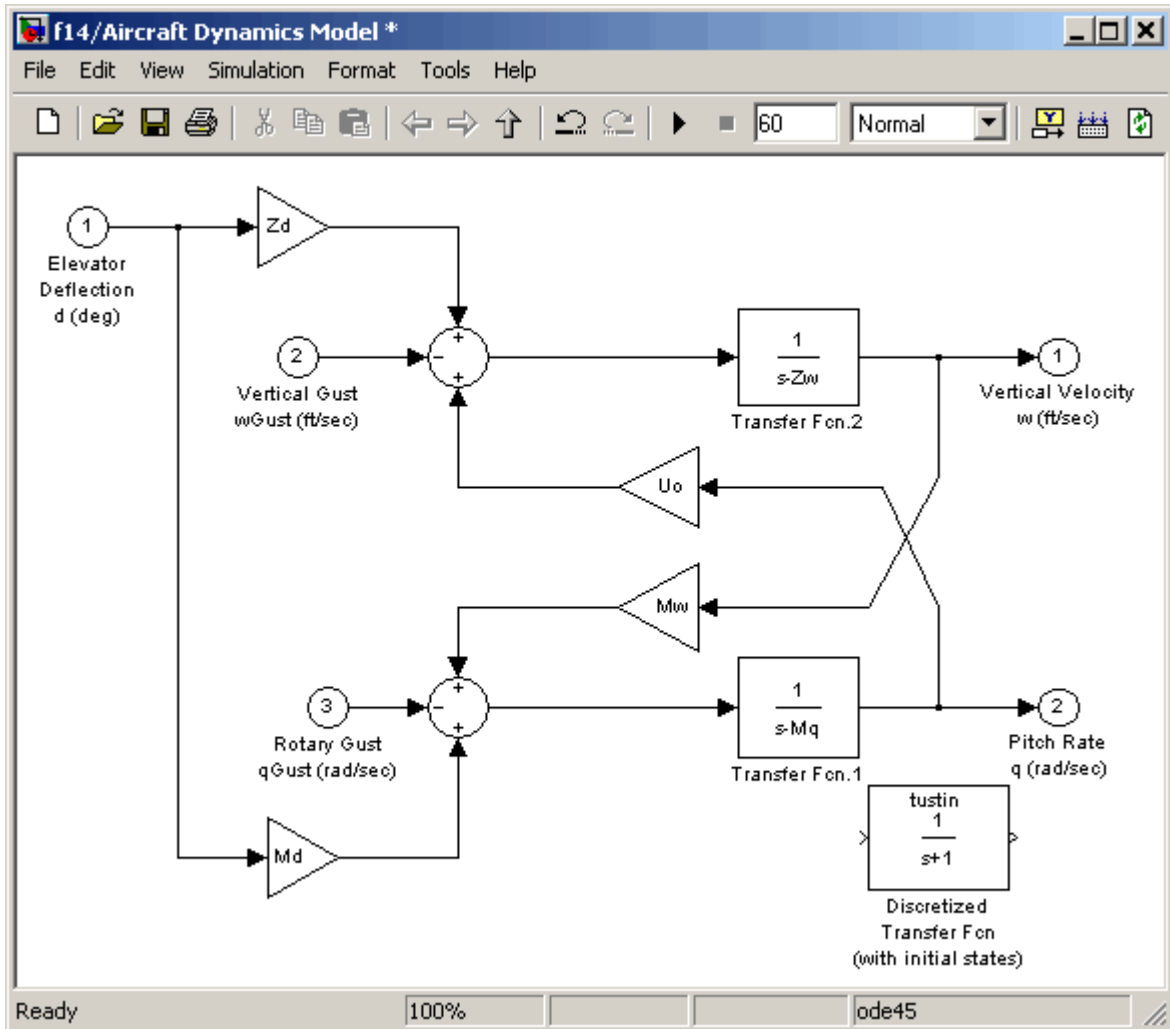 f14/Aircraft Dynamics Model *
File Edit View Simulation Format Tools Help
60 Normal
1
Elevator
Deflection
d (deg)
Zd
2
Vertical Gust
wGust (ft/sec)
+
-
+
1
s-Zw
Transfer Fcn.2
1
Vertical Velocity
w (ft/sec)
Uo
Mw
3
Rotary Gust
qGust (rad/sec)
+
-
+
1
s-Mq
Transfer Fcn.1
2
Pitch Rate
q (rad/sec)
Md
tustin
1
s+1
Discretized
Transfer Fcn
(with initial states)
Ready 100% ode45